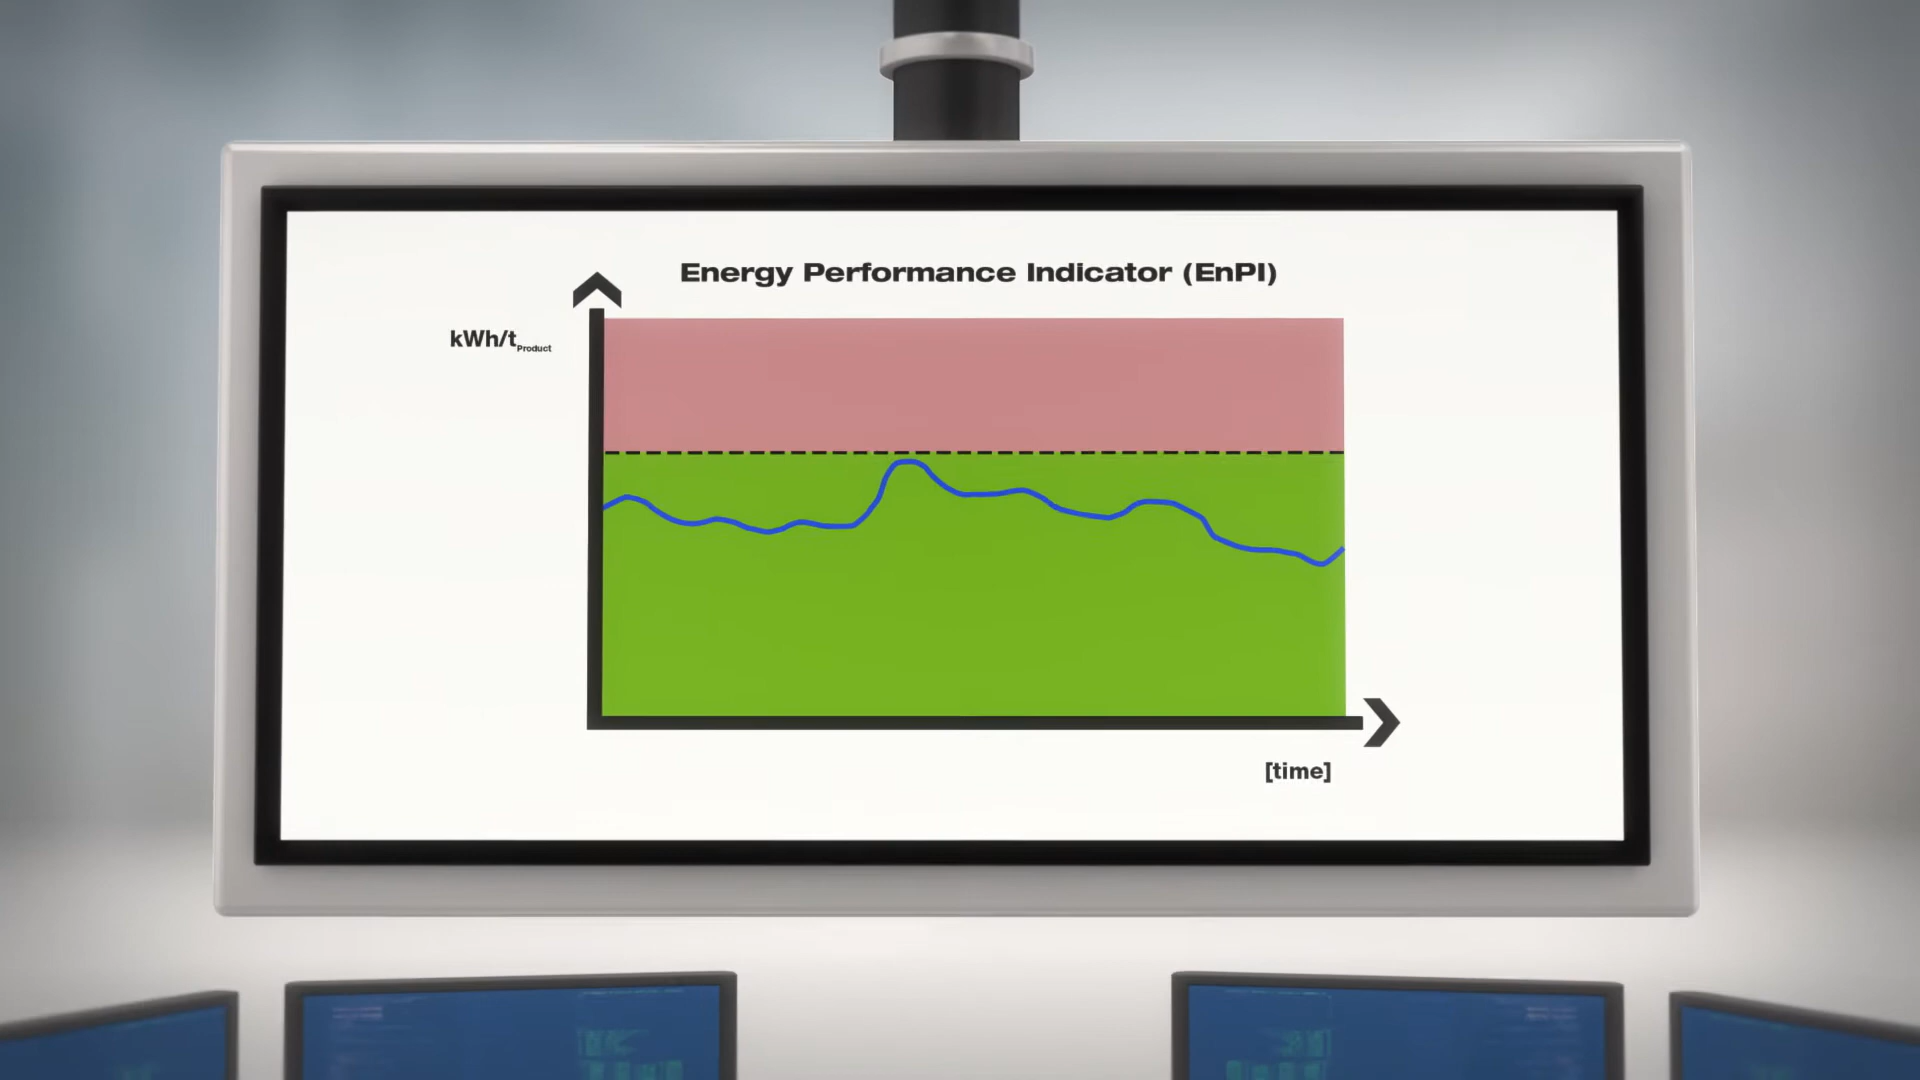 Energy Performance Indicator (EnPI)
kWh/tProduct
[time]